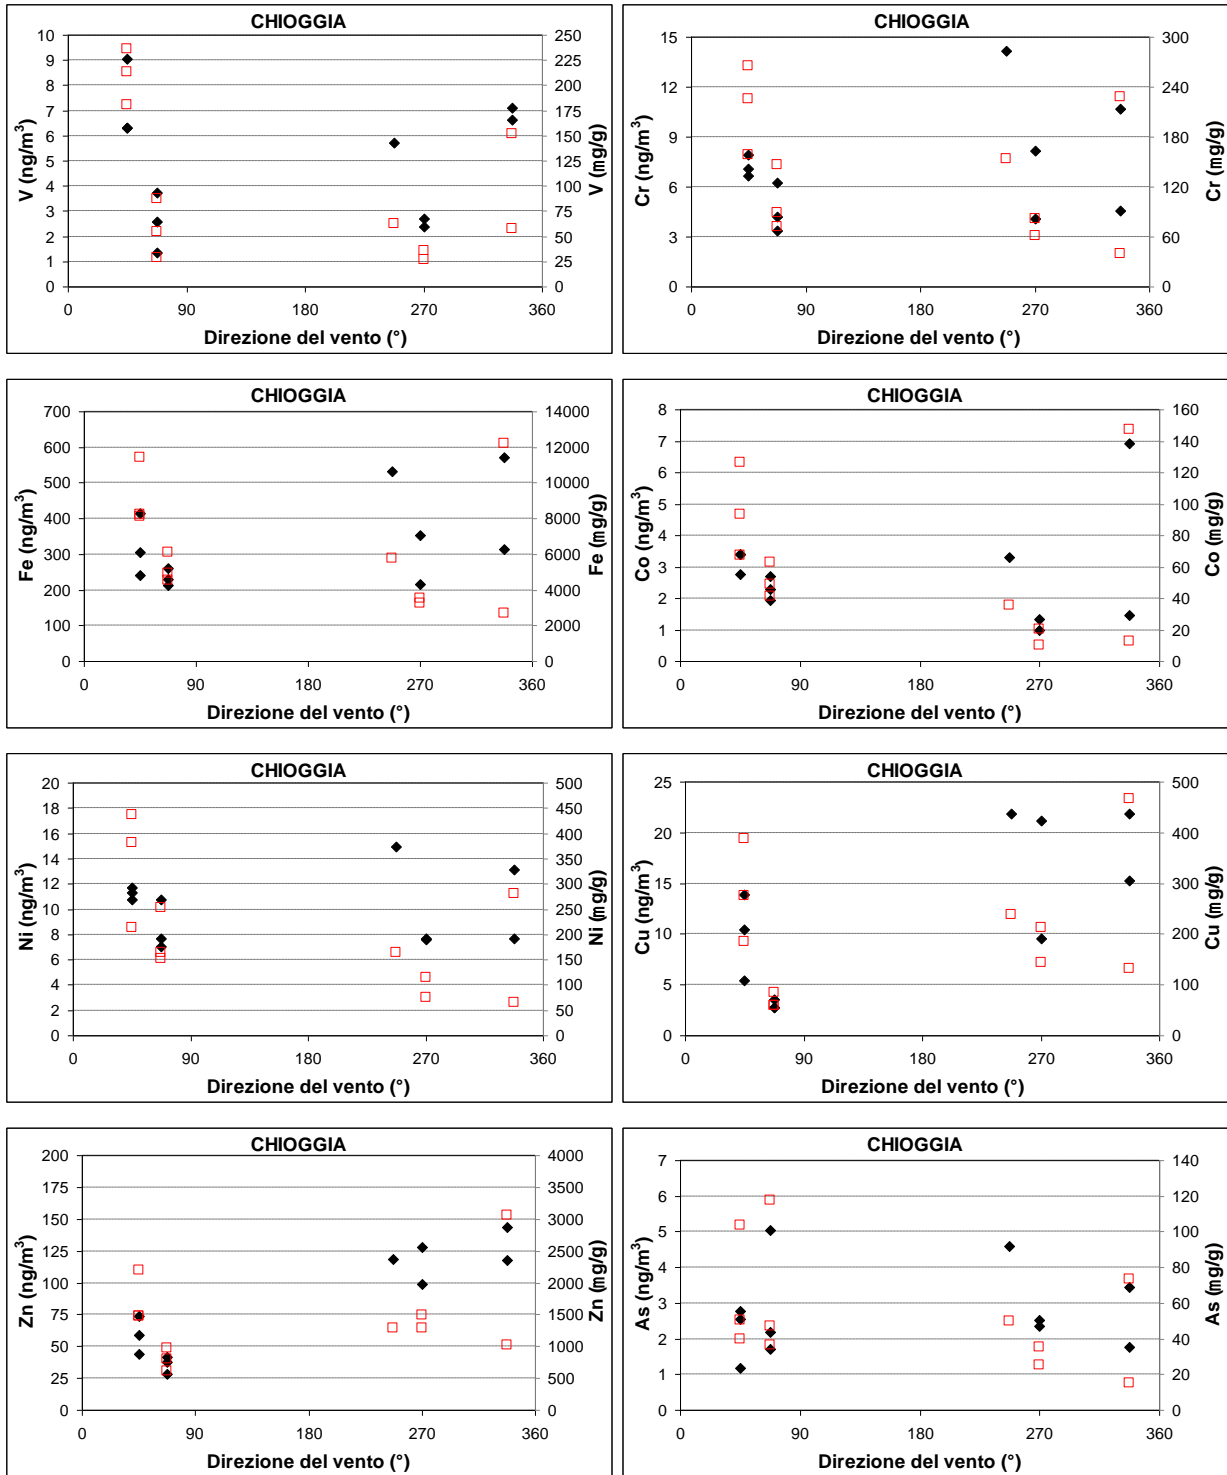 CHIOGGIA
10 9 8 7 6 5 4 3 2 1 0
V (ng/m³)
250 225 200 175 150 125 100 75 50 25 0
V (mg/g)
0 90 180 270 360
Direzione del vento (°)
CHIOGGIA
15 12 9 6 3 0
Cr (ng/m³)
300 240 180 120 60 0
Cr (mg/g)
0 90 180 270 360
Direzione del vento (°)
CHIOGGIA
700 600 500 400 300 200 100 0
Fe (ng/m³)
14000 12000 10000 8000 6000 4000 2000 0
Fe (mg/g)
0 90 180 270 360
Direzione del vento (°)
CHIOGGIA
8 7 6 5 4 3 2 1 0
Co (ng/m³)
160 140 120 100 80 60 40 20 0
Co (mg/g)
0 90 180 270 360
Direzione del vento (°)
CHIOGGIA
20 18 16 14 12 10 8 6 4 2 0
Ni (ng/m³)
500 450 400 350 300 250 200 150 100 50 0
Ni (mg/g)
0 90 180 270 360
Direzione del vento (°)
CHIOGGIA
25 20 15 10 5 0
Cu (ng/m³)
500 400 300 200 100 0
Cu (mg/g)
0 90 180 270 360
Direzione del vento (°)
CHIOGGIA
200 175 150 125 100 75 50 25 0
Zn (ng/m³)
4000 3500 3000 2500 2000 1500 1000 500 0
Zn (mg/g)
0 90 180 270 360
Direzione del vento (°)
CHIOGGIA
7 6 5 4 3 2 1 0
As (ng/m³)
140 120 100 80 60 40 20 0
As (mg/g)
0 90 180 270 360
Direzione del vento (°)